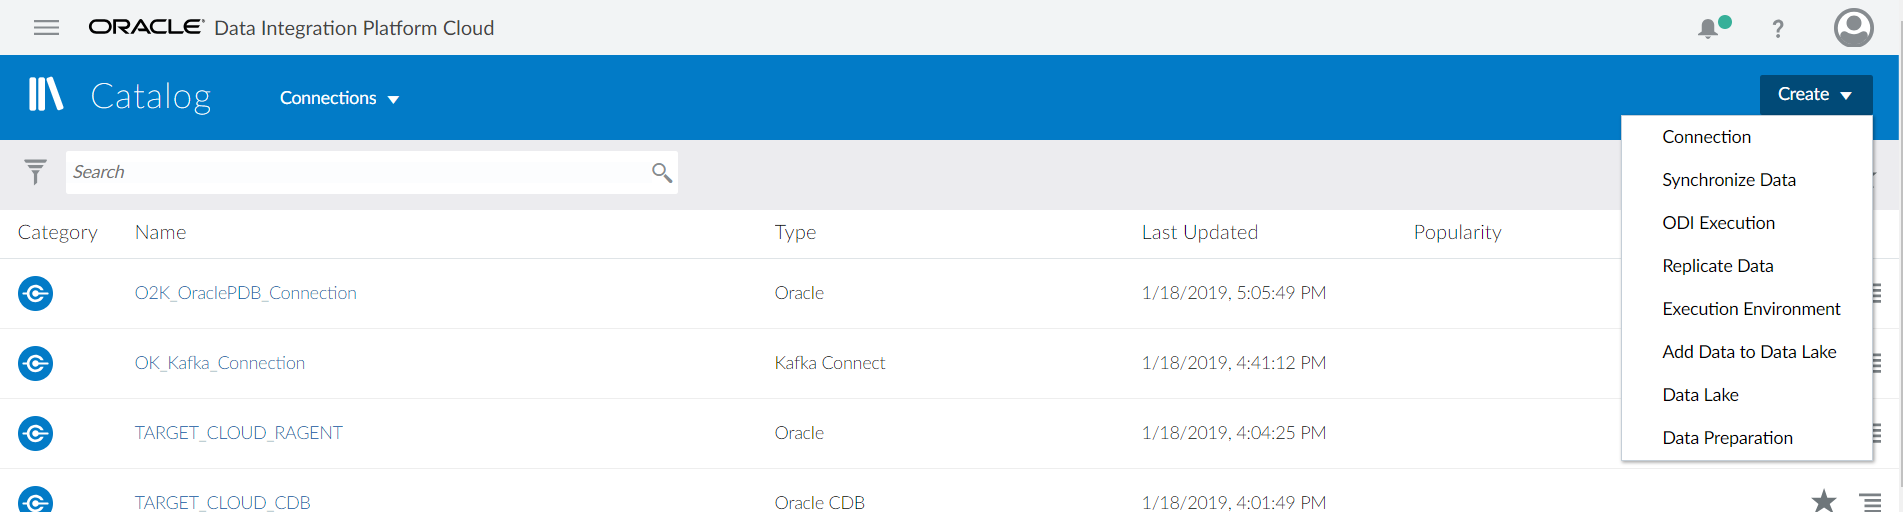 ORACLE Data Integration Platform Cloud ?
Catalog Connections Create
Connection
Synchronize Data
ODI Execution
Replicate Data
Execution Environment
Add Data to Data Lake
Data Lake
Data Preparation
Search
Category Name Type Last Updated Popularity
O2K_OraclePDB_Connection Oracle 1/18/2019, 5:05:49 PM
OK_Kafka_Connection Kafka Connect 1/18/2019, 4:41:12 PM
TARGET_CLOUD_RAGENT Oracle 1/18/2019, 4:04:25 PM
TARGET_CLOUD_CDB Oracle CDB 1/18/2019, 4:01:49 PM